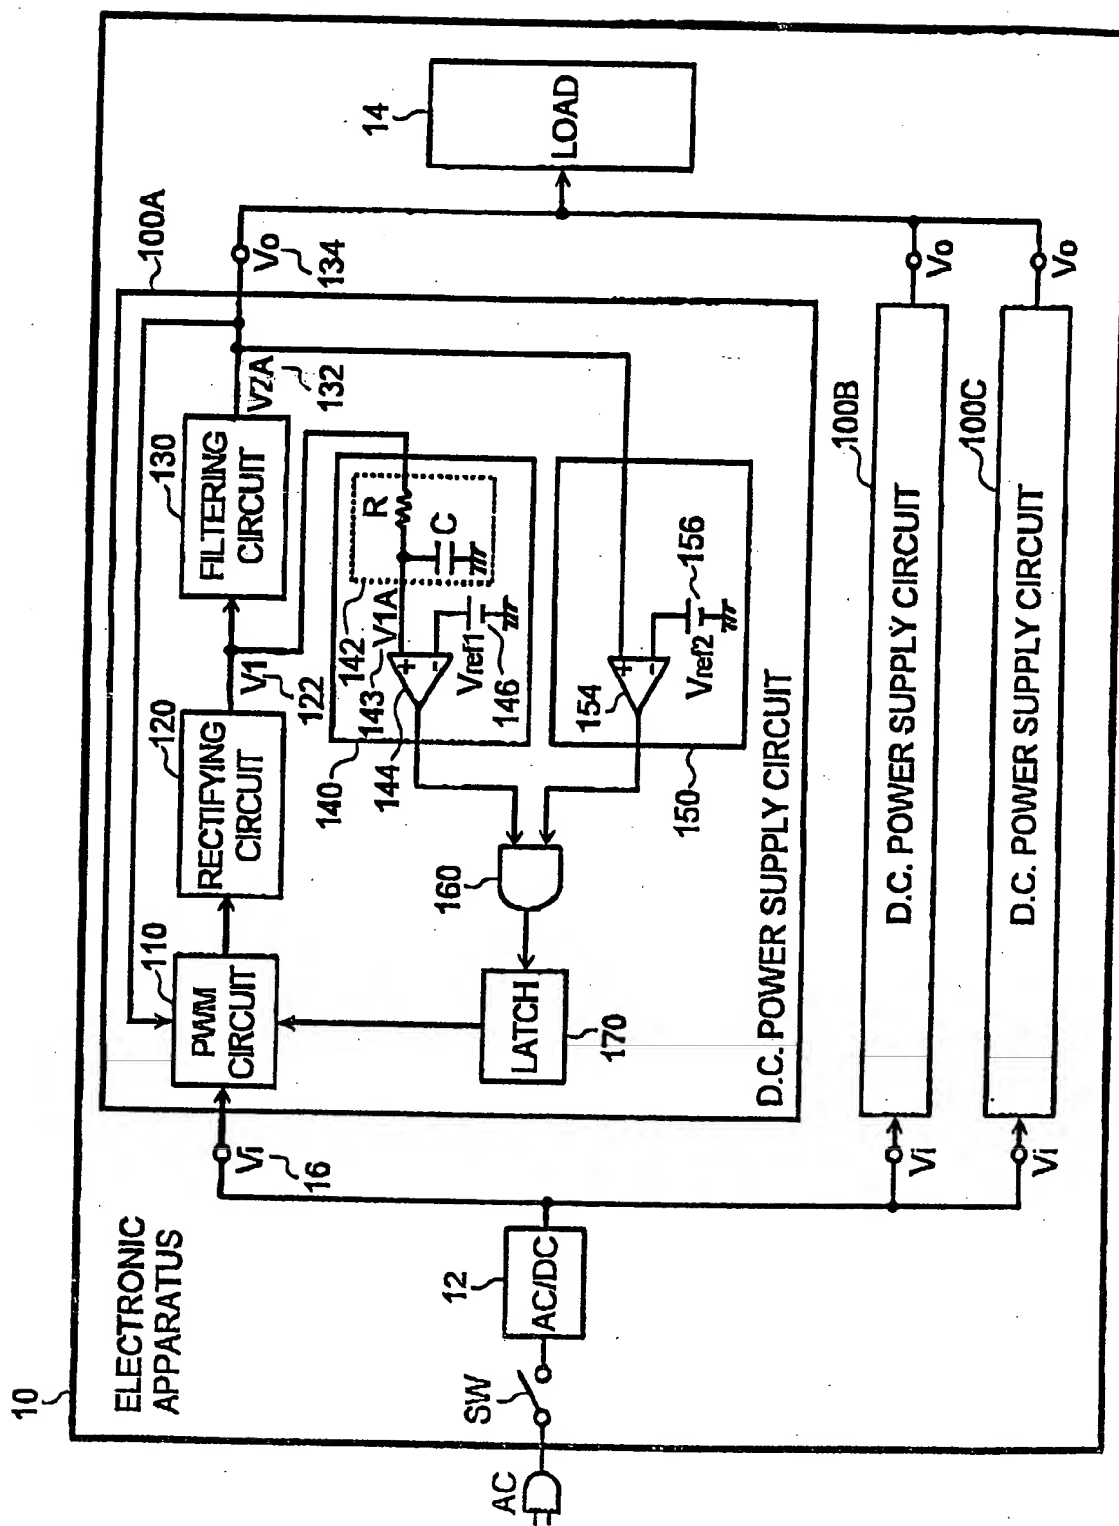 10
ELECTRONIC
APPARATUS
AC
SW
12
AC/DC
Vi
16
110
PWM
CIRCUIT
120
RECTIFYING
CIRCUIT
V1
122
130
FILTERING
CIRCUIT
V2A
132
100A
Vo
134
14
LOAD
140
142
143
V1A
144
R
C
Vref1
146
+
-
150
154
+
-
Vref2
156
160
LATCH
170
D.C. POWER SUPPLY CIRCUIT
100B
Vi
D.C. POWER SUPPLY CIRCUIT
Vo
100C
Vi
D.C. POWER SUPPLY CIRCUIT
Vo